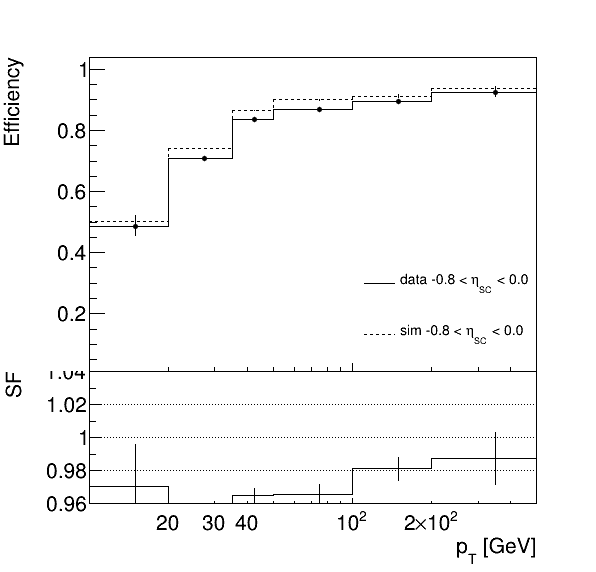 Efficiency
1
0.8
0.6
0.4
0.2
data -0.8 < η_SC < 0.0
sim -0.8 < η_SC < 0.0
SF
1.04
1.02
1
0.98
0.96
20 30 40 10² 2×10²
p_T [GeV]